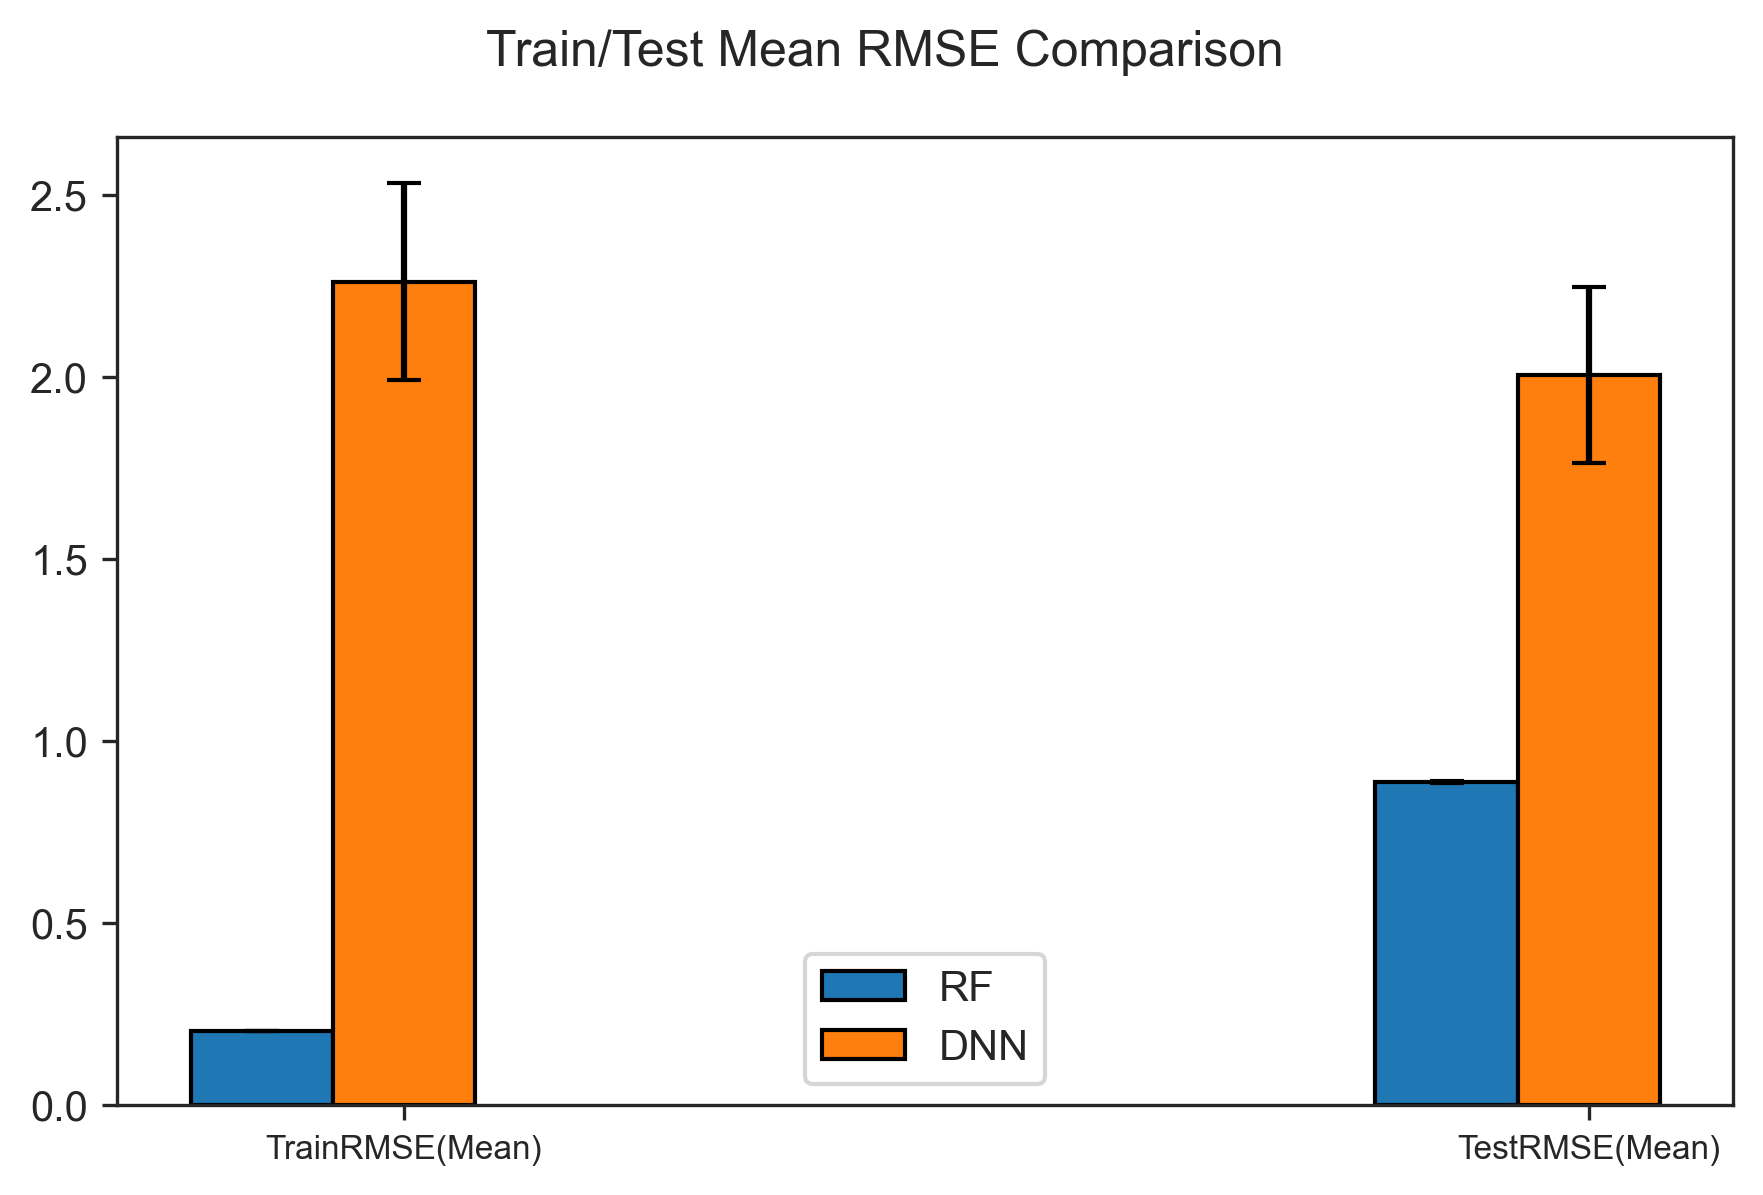 Train/Test Mean RMSE Comparison
2.5
2.0
1.5
1.0
0.5
0.0
RF
DNN
TrainRMSE(Mean)
TestRMSE(Mean)